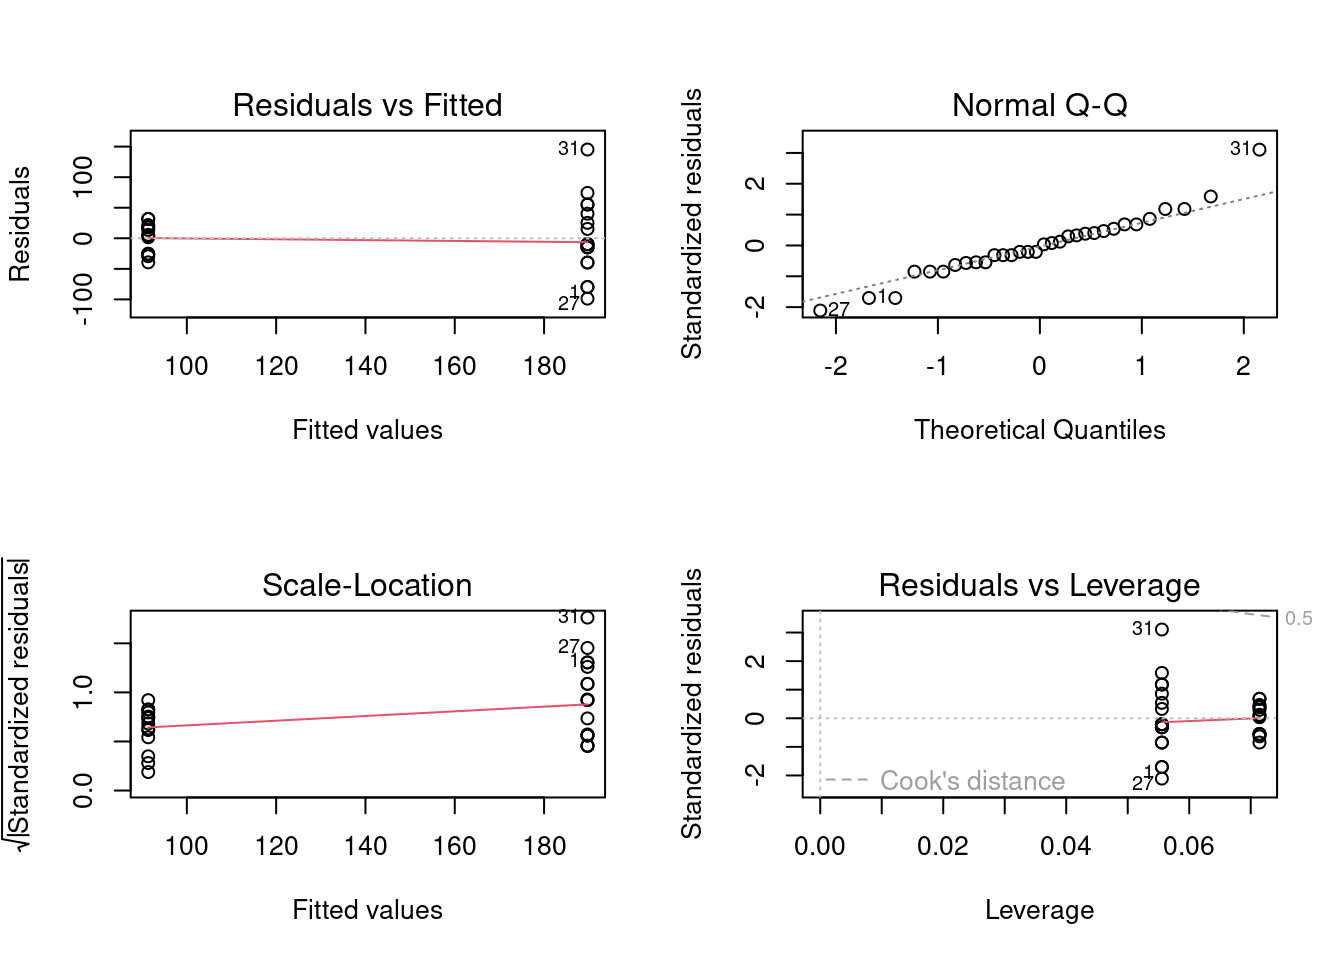 Residuals vs Fitted
Residuals
100
0
-100
31
1
27
100 120 140 160 180
Fitted values
Normal Q-Q
Standardized residuals
2
0
-2
31
1
27
-2 -1 0 1 2
Theoretical Quantiles
Scale-Location
√|Standardized residuals|
1.0
0.0
31
27
1
100 120 140 160 180
Fitted values
Residuals vs Leverage
Standardized residuals
2
0
-2
0.5
31
1
27
Cook's distance
0.00 0.02 0.04 0.06
Leverage